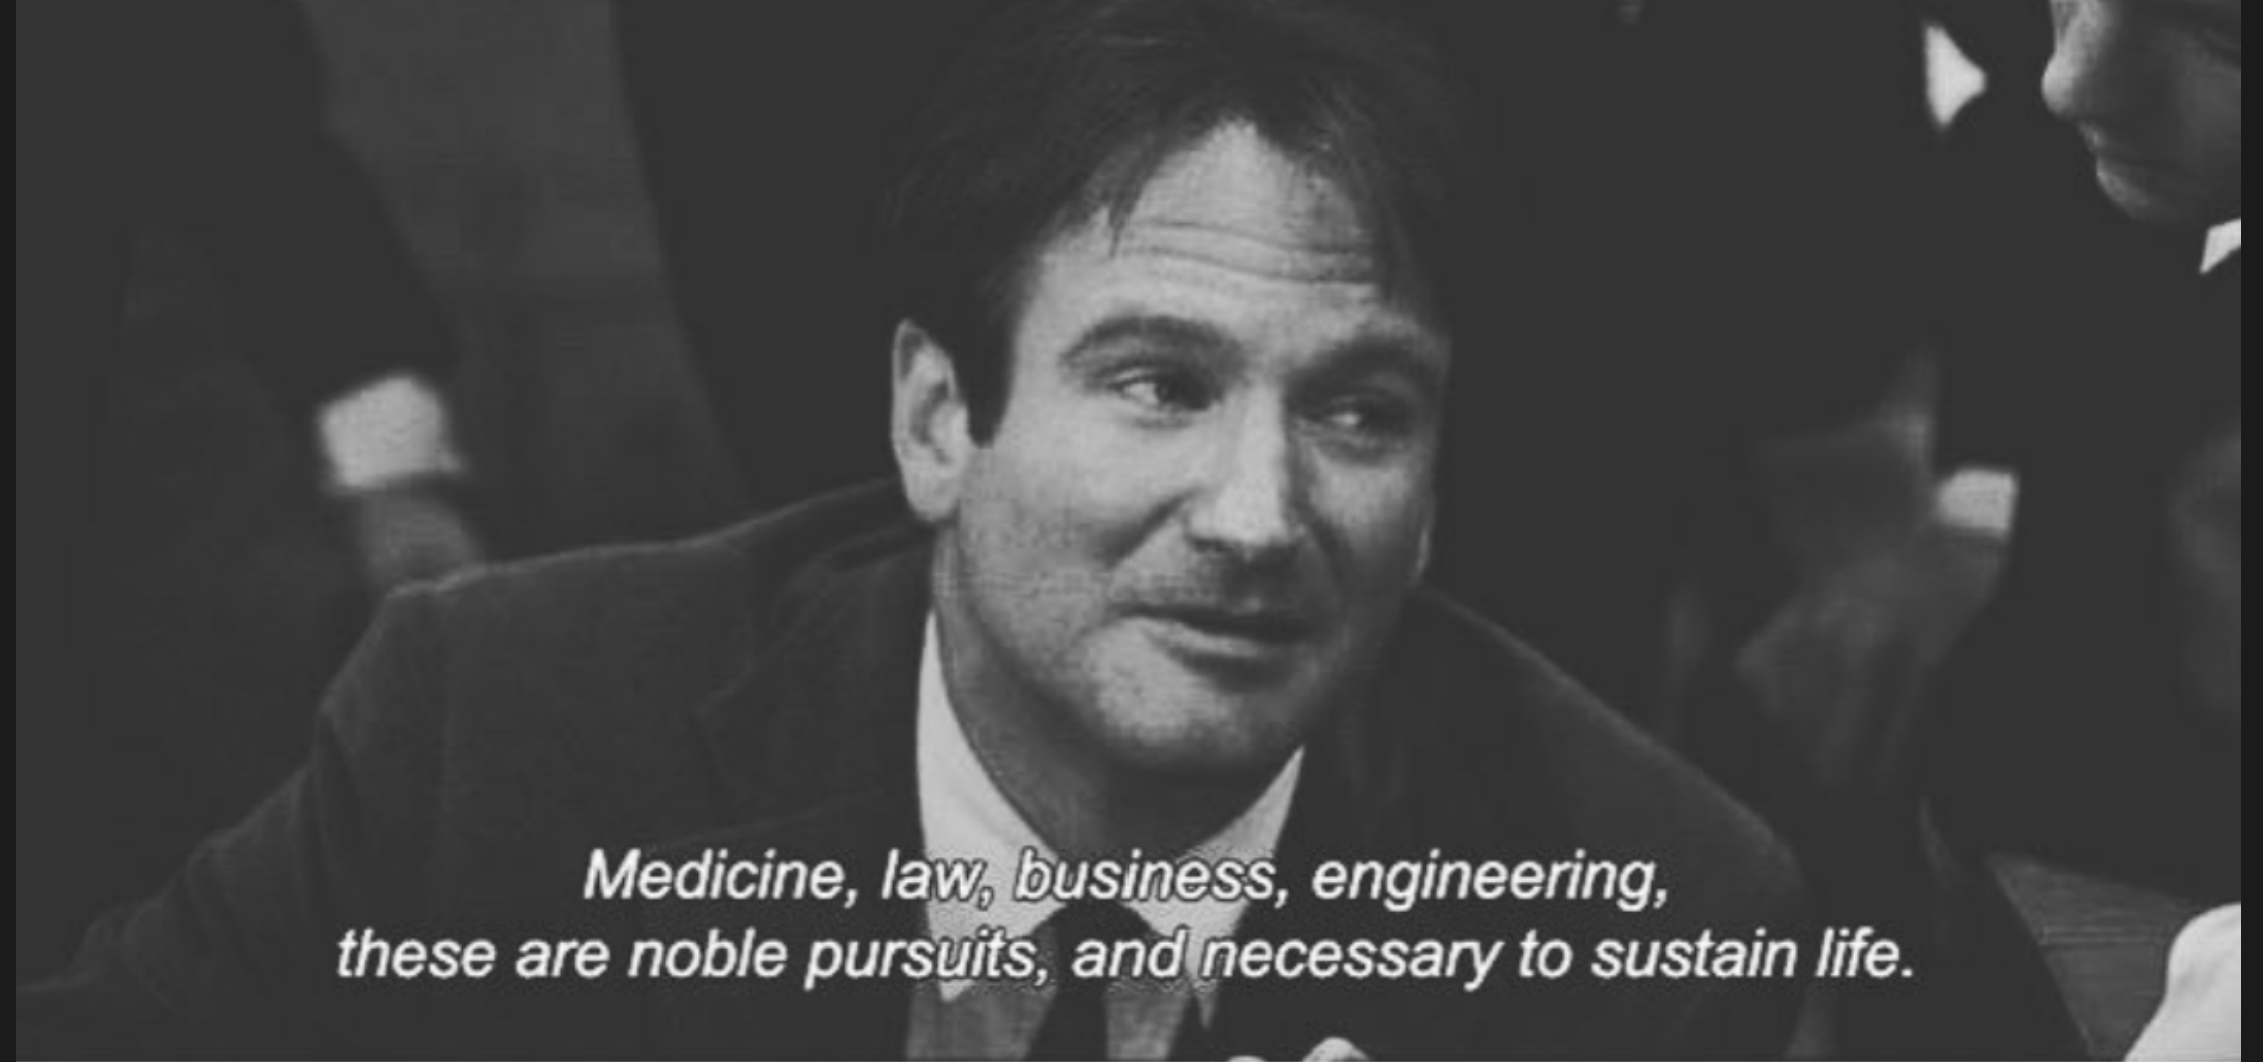 Medicine, law, business, engineering,
these are noble pursuits, and necessary to sustain life.